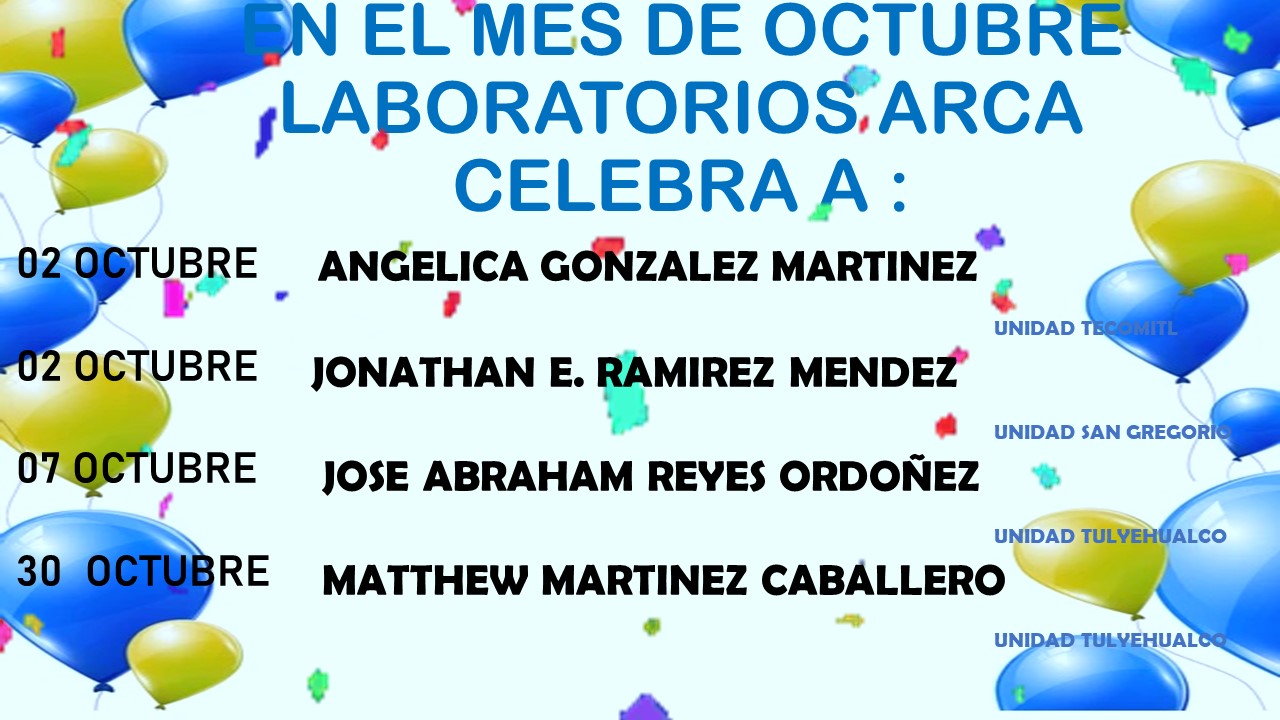 EN EL MES DE OCTUBRE
LABORATORIOS ARCA
CELEBRA A :
02 OCTUBRE ANGELICA GONZALEZ MARTINEZ
UNIDAD TECOMITL
02 OCTUBRE JONATHAN E. RAMIREZ MENDEZ
UNIDAD SAN GREGORIO
07 OCTUBRE JOSE ABRAHAM REYES ORDOÑEZ
UNIDAD TULYEHUALCO
30 OCTUBRE MATTHEW MARTINEZ CABALLERO
UNIDAD TULYEHUALCO